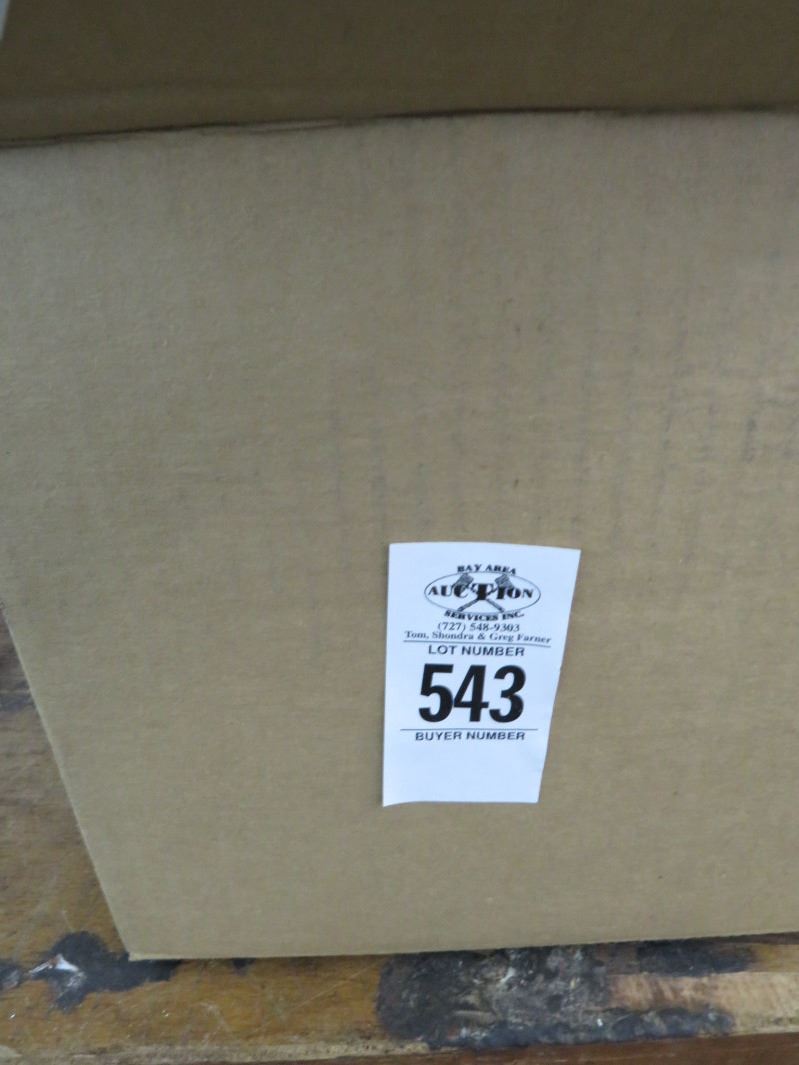 BAY AREA
AUCTION
SERVICES INC.
(727) 548-9303
Tom, Shondra & Greg Farner
LOT NUMBER
543
BUYER NUMBER